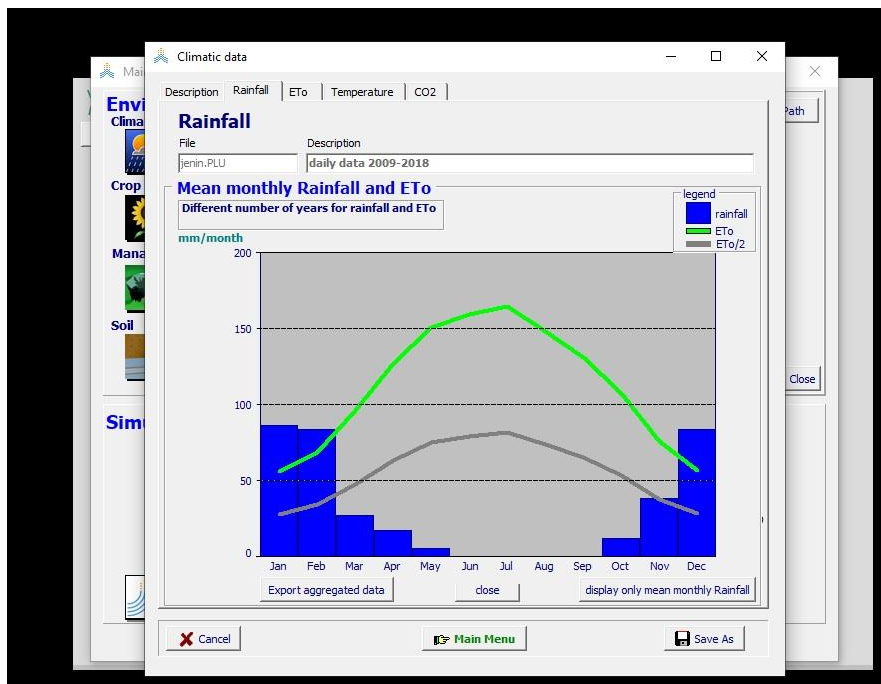 Climatic data
Mai
Description Rainfall ETo Temperature CO2
Envi
Path
Clima
Rainfall
File Description
jenin.PLU daily data 2009-2018
Crop
Mean monthly Rainfall and ETo
legend
Different number of years for rainfall and ETo
rainfall
ETo
ETo/2
mm/month
Mana
200
150
Soil
100
Close
Simu
50
0
Jan Feb Mar Apr May Jun Jul Aug Sep Oct Nov Dec
Export aggregated data close display only mean monthly Rainfall
Cancel Main Menu Save As